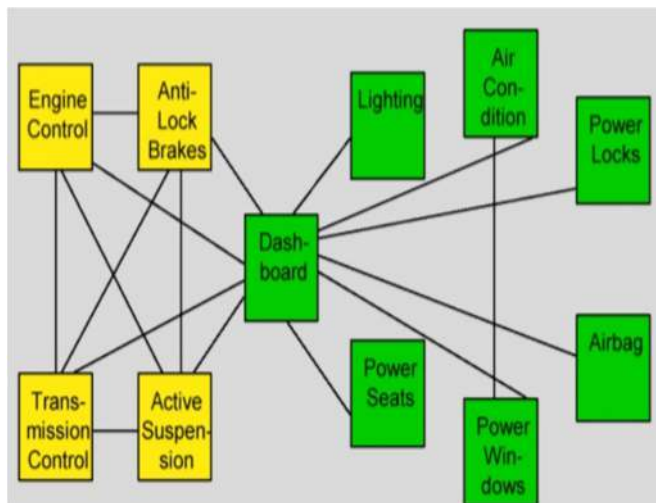 Engine
Control
Anti-
Lock
Brakes
Lighting
Air
Con-
dition
Power
Locks
Dash-
board
Trans-
mission
Control
Active
Suspen-
sion
Power
Seats
Power
Win-
dows
Airbag